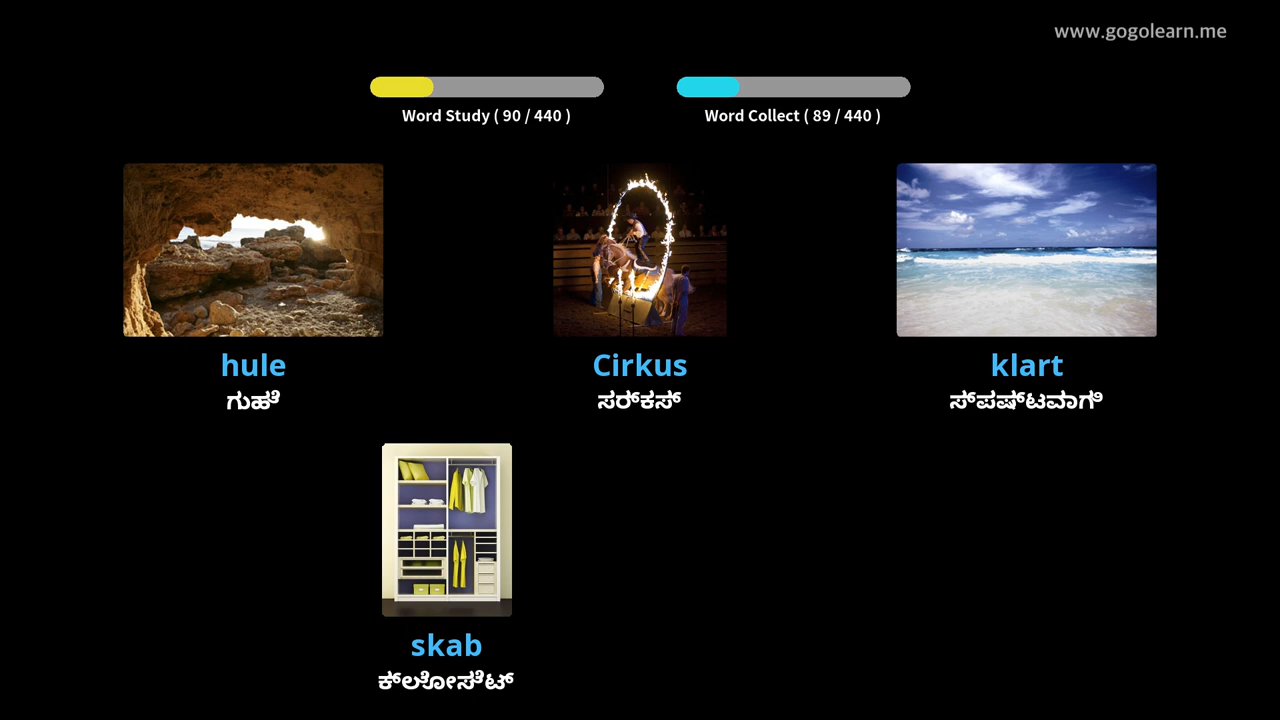 www.gogolearn.me
Word Study ( 90 / 440 )
Word Collect ( 89 / 440 )
hule
ಗುಹೆ
Cirkus
ಸರ್ಕಸ್
klart
ಸ್ಪಷ್ಟವಾಗಿ
skab
ಕ್ಲೋಸೆಟ್